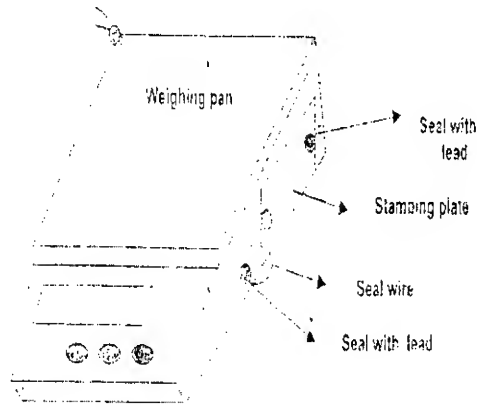 Weighing pan
Seal with
lead
Stamping plate
Seal wire
Seal with lead